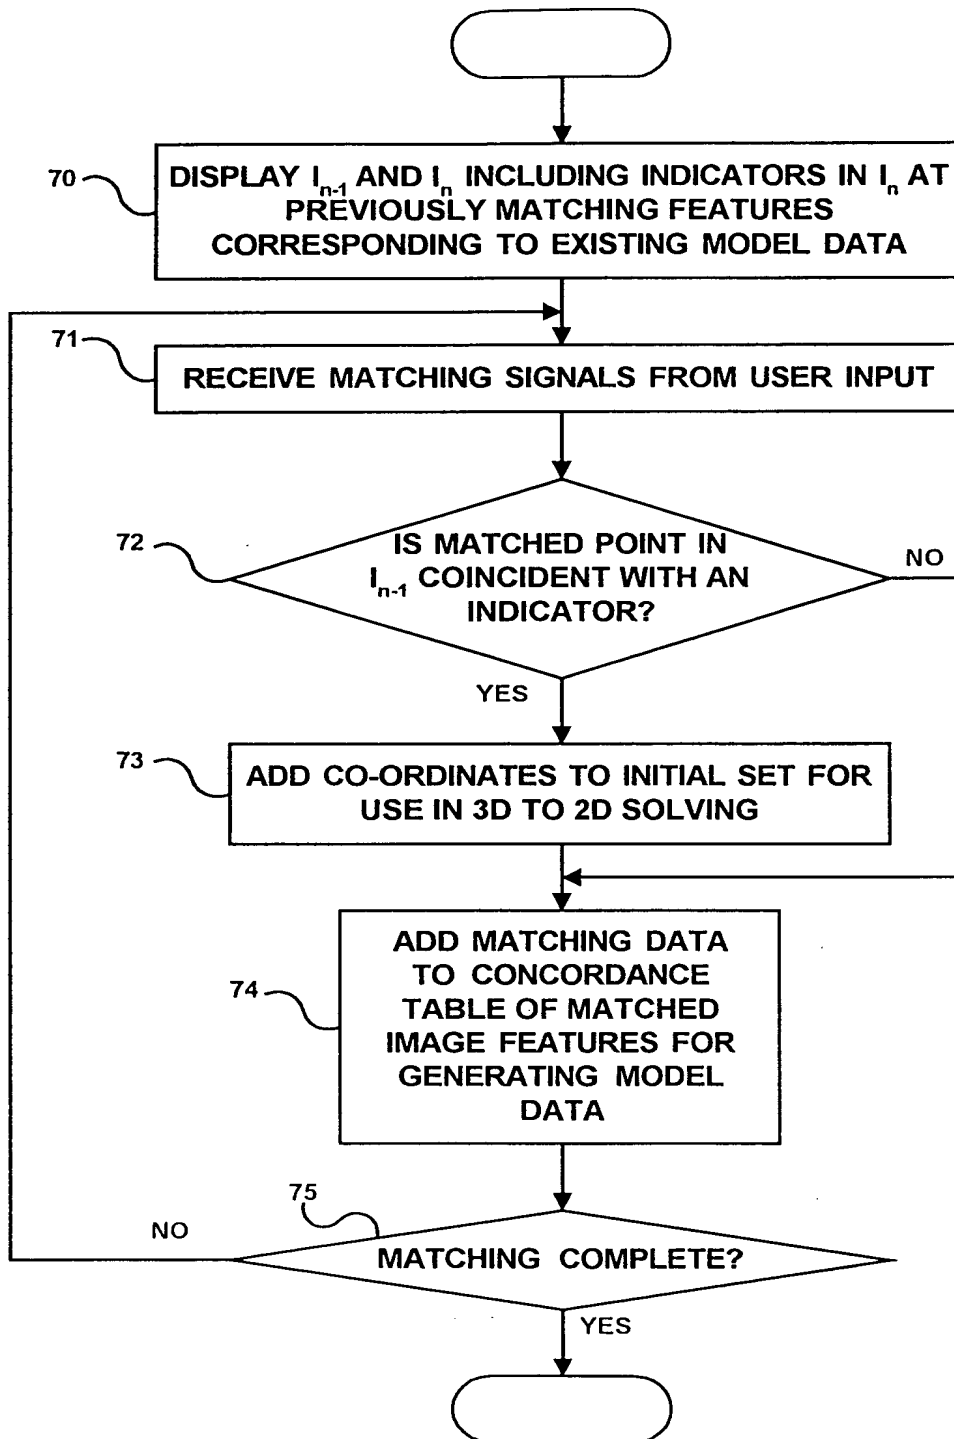 70
DISPLAY In-1 AND In INCLUDING INDICATORS IN In AT
PREVIOUSLY MATCHING FEATURES
CORRESPONDING TO EXISTING MODEL DATA
71
RECEIVE MATCHING SIGNALS FROM USER INPUT
72
IS MATCHED POINT IN
In-1 COINCIDENT WITH AN
INDICATOR?
NO
YES
73
ADD CO-ORDINATES TO INITIAL SET FOR
USE IN 3D TO 2D SOLVING
74
ADD MATCHING DATA
TO CONCORDANCE
TABLE OF MATCHED
IMAGE FEATURES FOR
GENERATING MODEL
DATA
75
NO
MATCHING COMPLETE?
YES